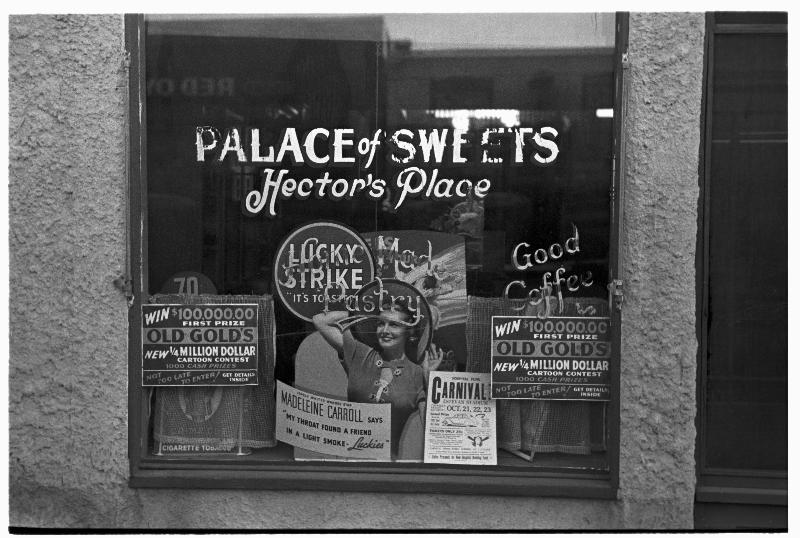 PALACE of SWEETS
Hector's Place
LUCKY
STRIKE
"IT'S TOASTED"
Home Made
Pastry
Good
Coffee
70
WIN $100,000.00
FIRST PRIZE
OLD GOLD'S
NEW ¼ MILLION DOLLAR
CARTOON CONTEST
1000 CASH PRIZES
NOT TOO LATE TO ENTER! GET DETAILS INSIDE
CIGARETTE TOBACCO
MADELEINE CARROLL SAYS
"MY THROAT FOUND A FRIEND
IN A LIGHT SMOKE-Luckies"
CARNIVAL
OCT. 21, 22, 23
WIN $100,000.00
FIRST PRIZE
OLD GOLD'S
NEW ¼ MILLION DOLLAR
CARTOON CONTEST
1000 CASH PRIZES
NOT TOO LATE TO ENTER! GET DETAILS INSIDE